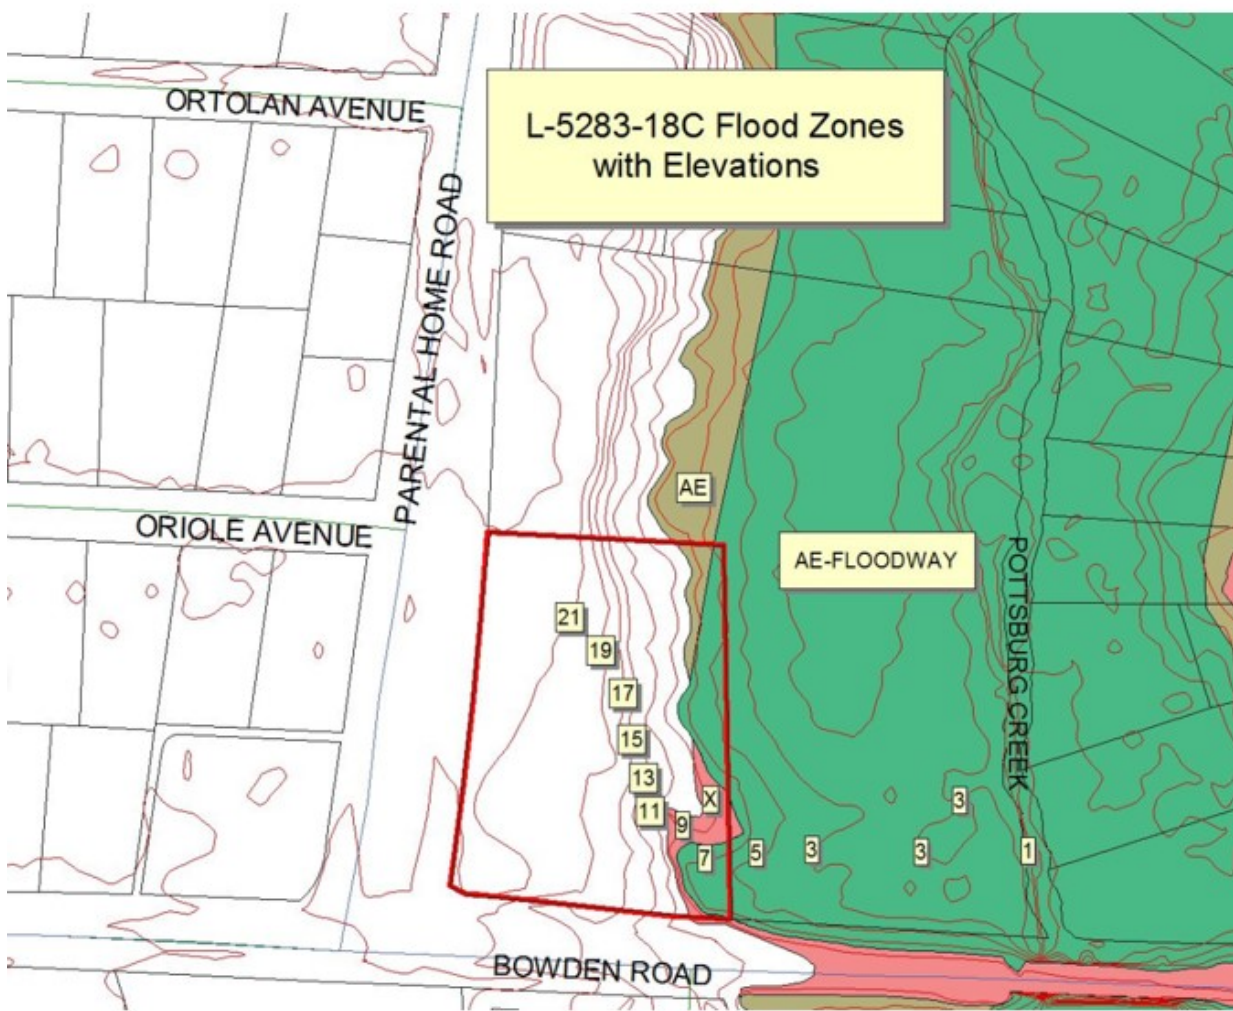 ORTOLAN AVENUE
L-5283-18C Flood Zones
with Elevations
PARENTAL HOME ROAD
AE
ORIOLE AVENUE
AE-FLOODWAY
POTTSBURG CREEK
21
19
17
15
13
11
9
X
7
5
3
3
3
1
BOWDEN ROAD